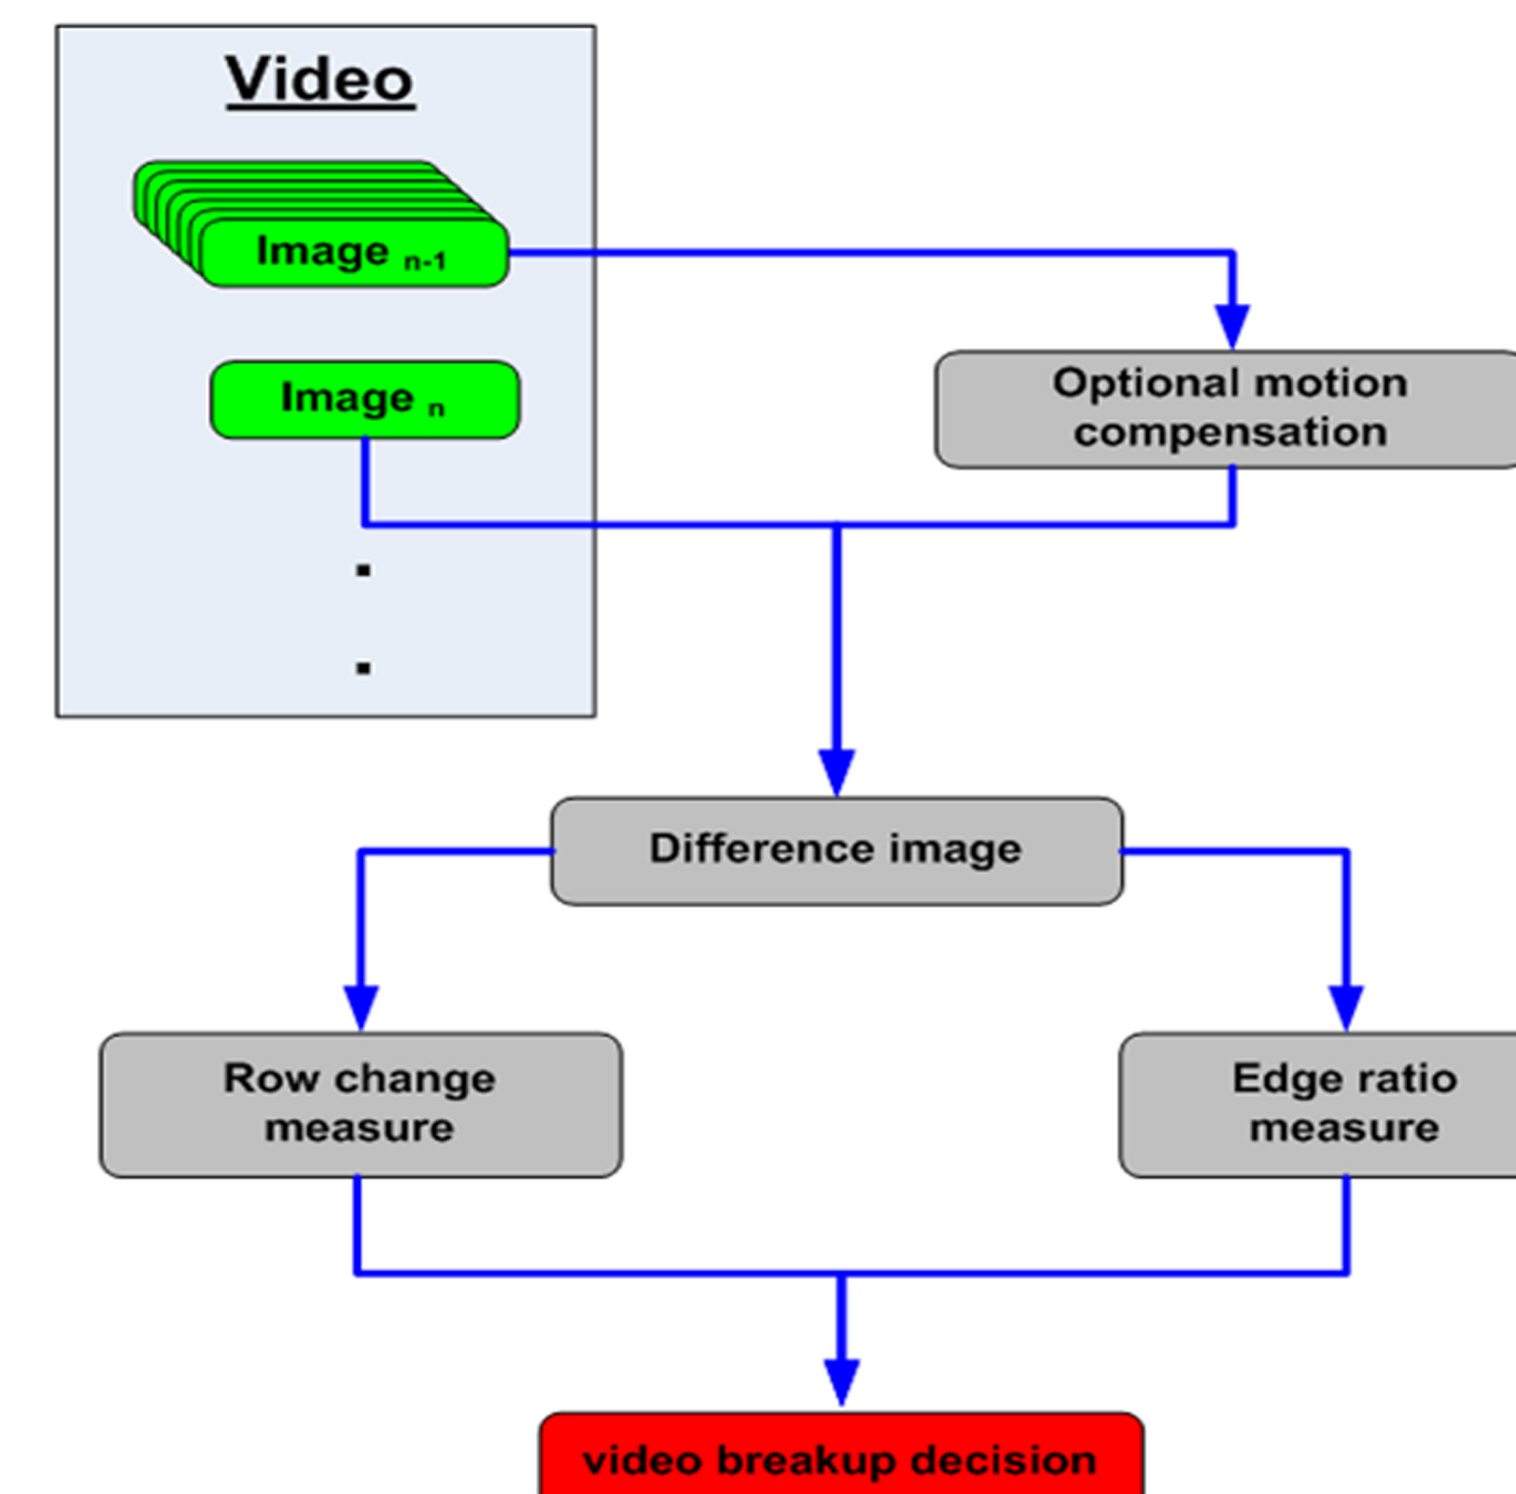 Video
Image n-1
Image n
Optional motion
compensation
Difference image
Row change
measure
Edge ratio
measure
video breakup decision